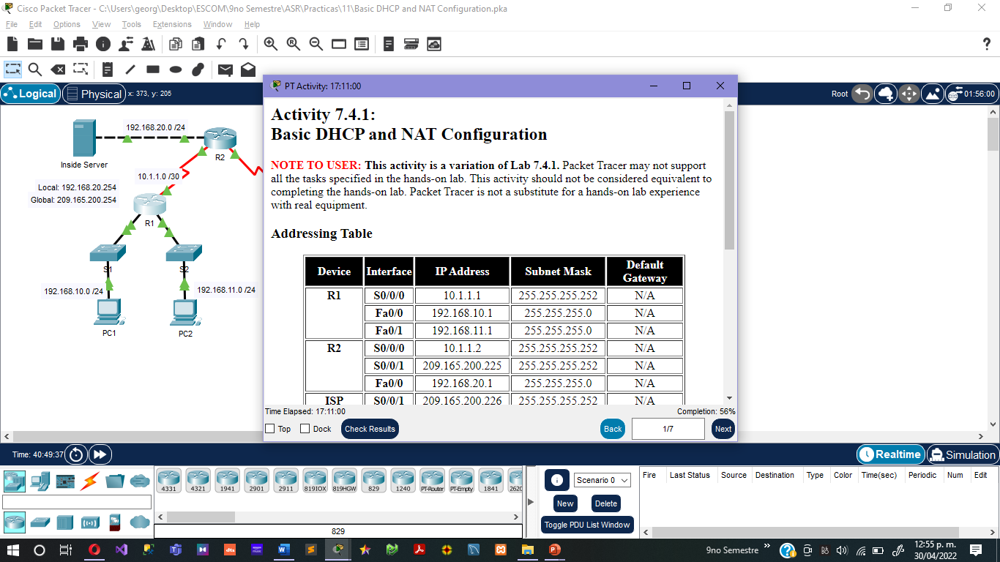 Cisco Packet Tracer - C:\Users\georg\Desktop\ESCOM\9no Semestre\ASR\Practicas\11\Basic DHCP and NAT Configuration.pka
File Edit Options View Tools Extensions Window Help
?
Logical Physical x: 373, y: 205
Root 01:56:00
192.168.20.0 /24
R2
Inside Server
10.1.1.0 /30
Local: 192.168.20.254
Global: 209.165.200.254
R1
S1 S2
192.168.10.0 /24 192.168.11.0 /24
PC1 PC2
PT Activity: 17:11:00
Activity 7.4.1:
Basic DHCP and NAT Configuration
NOTE TO USER: This activity is a variation of Lab 7.4.1. Packet Tracer may not support
all the tasks specified in the hands-on lab. This activity should not be considered equivalent to
completing the hands-on lab. Packet Tracer is not a substitute for a hands-on lab experience
with real equipment.
Addressing Table
Device Interface IP Address Subnet Mask Default Gateway
R1 S0/0/0 10.1.1.1 255.255.255.252 N/A
Fa0/0 192.168.10.1 255.255.255.0 N/A
Fa0/1 192.168.11.1 255.255.255.0 N/A
R2 S0/0/0 10.1.1.2 255.255.255.252 N/A
S0/0/1 209.165.200.225 255.255.255.252 N/A
Fa0/0 192.168.20.1 255.255.255.0 N/A
ISP S0/0/1 209.165.200.226 255.255.255.252 N/A
Time Elapsed: 17:11:00 Completion: 56%
Top Dock Check Results Back 1/7 Next
Time: 40:49:37
Realtime Simulation
4331 4321 1941 2901 2911 819IOX 819HGW 829 1240 PT-Router PT-Empty 1841 2620
829
Scenario 0
New Delete
Toggle PDU List Window
Fire Last Status Source Destination Type Color Time(sec) Periodic Num Edit
dts
9no Semestre »
12:55 p. m.
30/04/2022